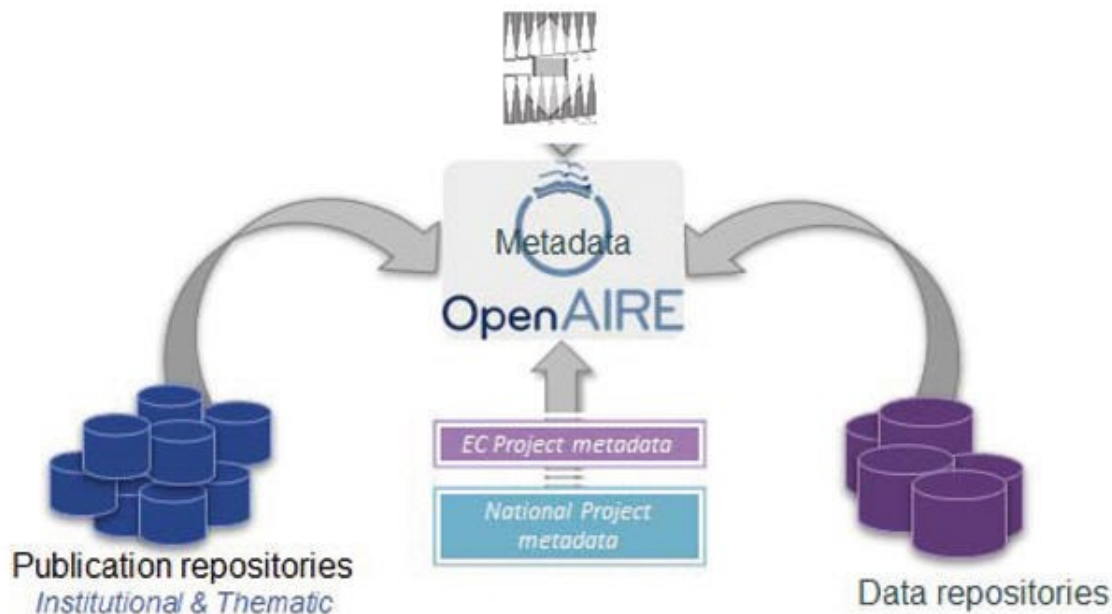 Metadata
OpenAIRE
EC Project metadata
National Project
metadata
Publication repositories
Institutional & Thematic
Data repositories